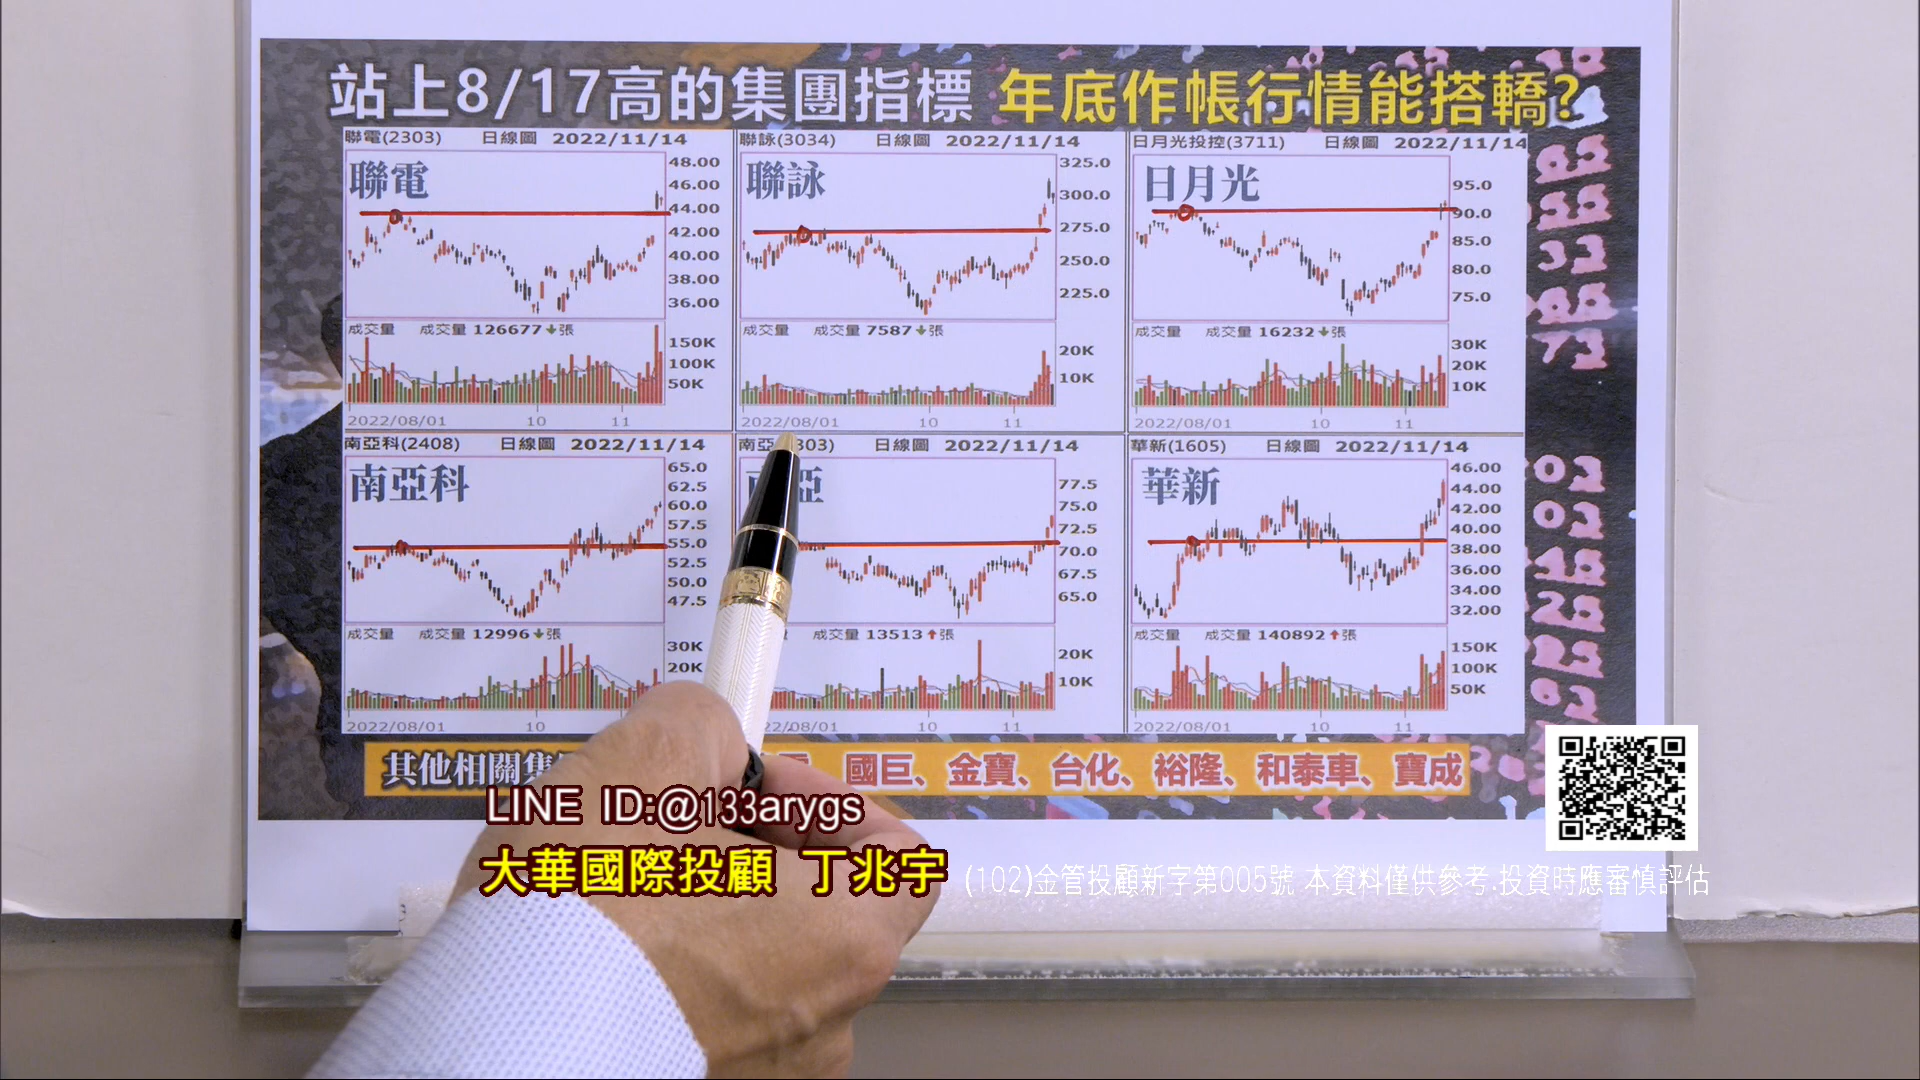 站上8/17高的集團指標 年底作帳行情能搭轎?
聯電(2303) 日線圖 2022/11/14
聯電
48.00
46.00
44.00
42.00
40.00
38.00
36.00
成交量 成交量 126677↓張
150K
100K
50K
2022/08/01 10 11
聯詠(3034) 日線圖 2022/11/14
聯詠
325.0
300.0
275.0
250.0
225.0
成交量 成交量 7587↓張
20K
10K
2022/08/01 10 11
日月光投控(3711) 日線圖 2022/11/14
日月光
95.0
90.0
85.0
80.0
75.0
成交量 成交量 16232↓張
30K
20K
10K
2022/08/01 10 11
南亞科(2408) 日線圖 2022/11/14
南亞科
65.0
62.5
60.0
57.5
55.0
52.5
50.0
47.5
成交量 成交量 12996↓張
30K
20K
2022/08/01 10
南亞 303) 日線圖 2022/11/14
亞
77.5
75.0
72.5
70.0
67.5
65.0
成交量 13513↑張
20K
10K
22/08/01 10 11
華新(1605) 日線圖 2022/11/14
華新
46.00
44.00
42.00
40.00
38.00
36.00
34.00
32.00
成交量 成交量 140892↑張
150K
100K
50K
2022/08/01 10 11
其他相關集 、國巨、金寶、台化、裕隆、和泰車、寶成
LINE ID:@133arygs
大華國際投顧 丁兆宇
(102)金管投顧新字第005號 本資料僅供參考.投資時應審慎評估